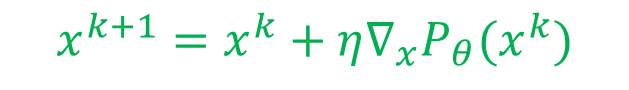 x^{k+1} = x^k + η∇_x P_θ(x^k)